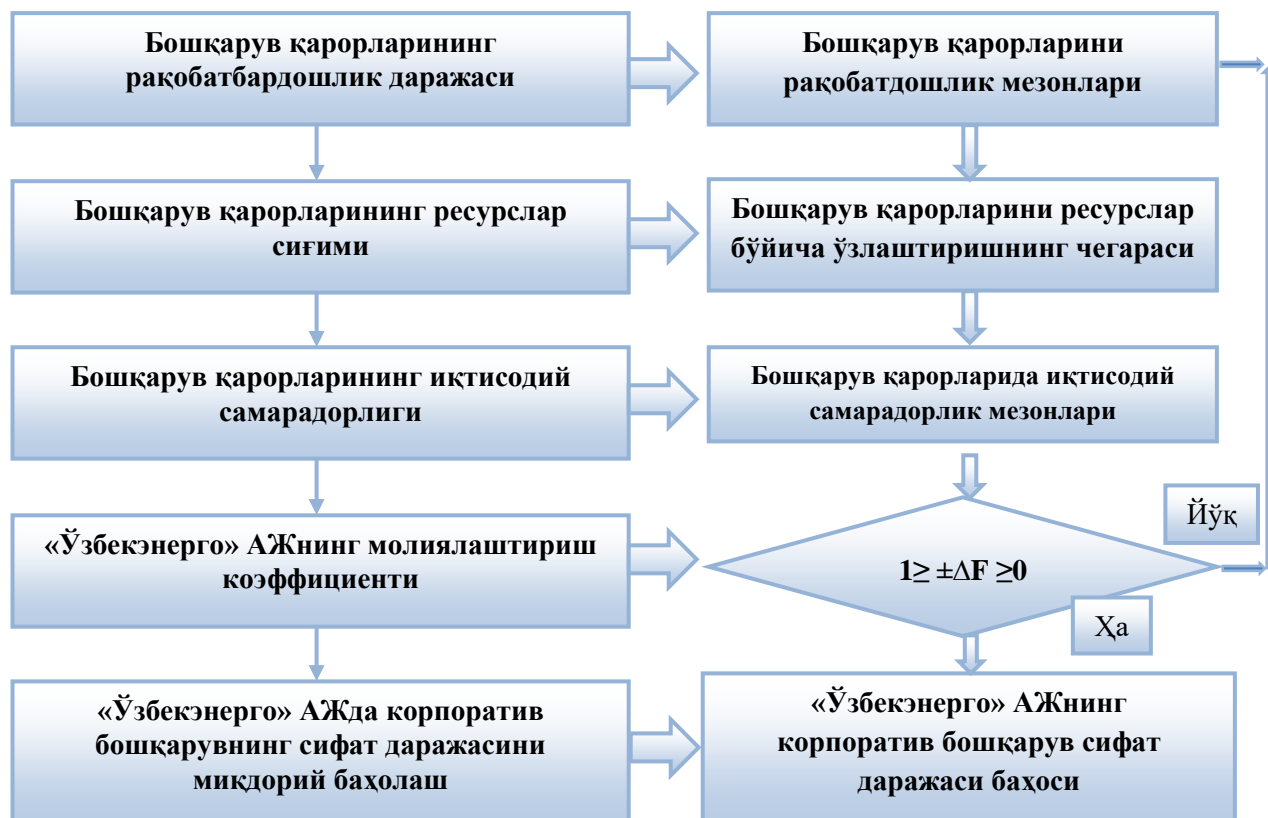 Бошқарув қарорларининг
рақобатбардошлик даражаси
Бошқарув қарорларини
рақобатдошлик мезонлари
Бошқарув қарорларининг ресурслар
сиғими
Бошқарув қарорларини ресурслар
бўйича ўзлаштиришнинг чегараси
Бошқарув қарорларининг иқтисодий
самарадорлиги
Бошқарув қарорларида иқтисодий
самарадорлик мезонлари
«Ўзбекэнерго» АЖнинг молиялаштириш
коэффициенти
1≥ ±∆F ≥0
Йўқ
Ҳа
«Ўзбекэнерго» АЖда корпоратив
бошқарувнинг сифат даражасини
миқдорий баҳолаш
«Ўзбекэнерго» АЖнинг
корпоратив бошқарув сифат
даражаси баҳоси